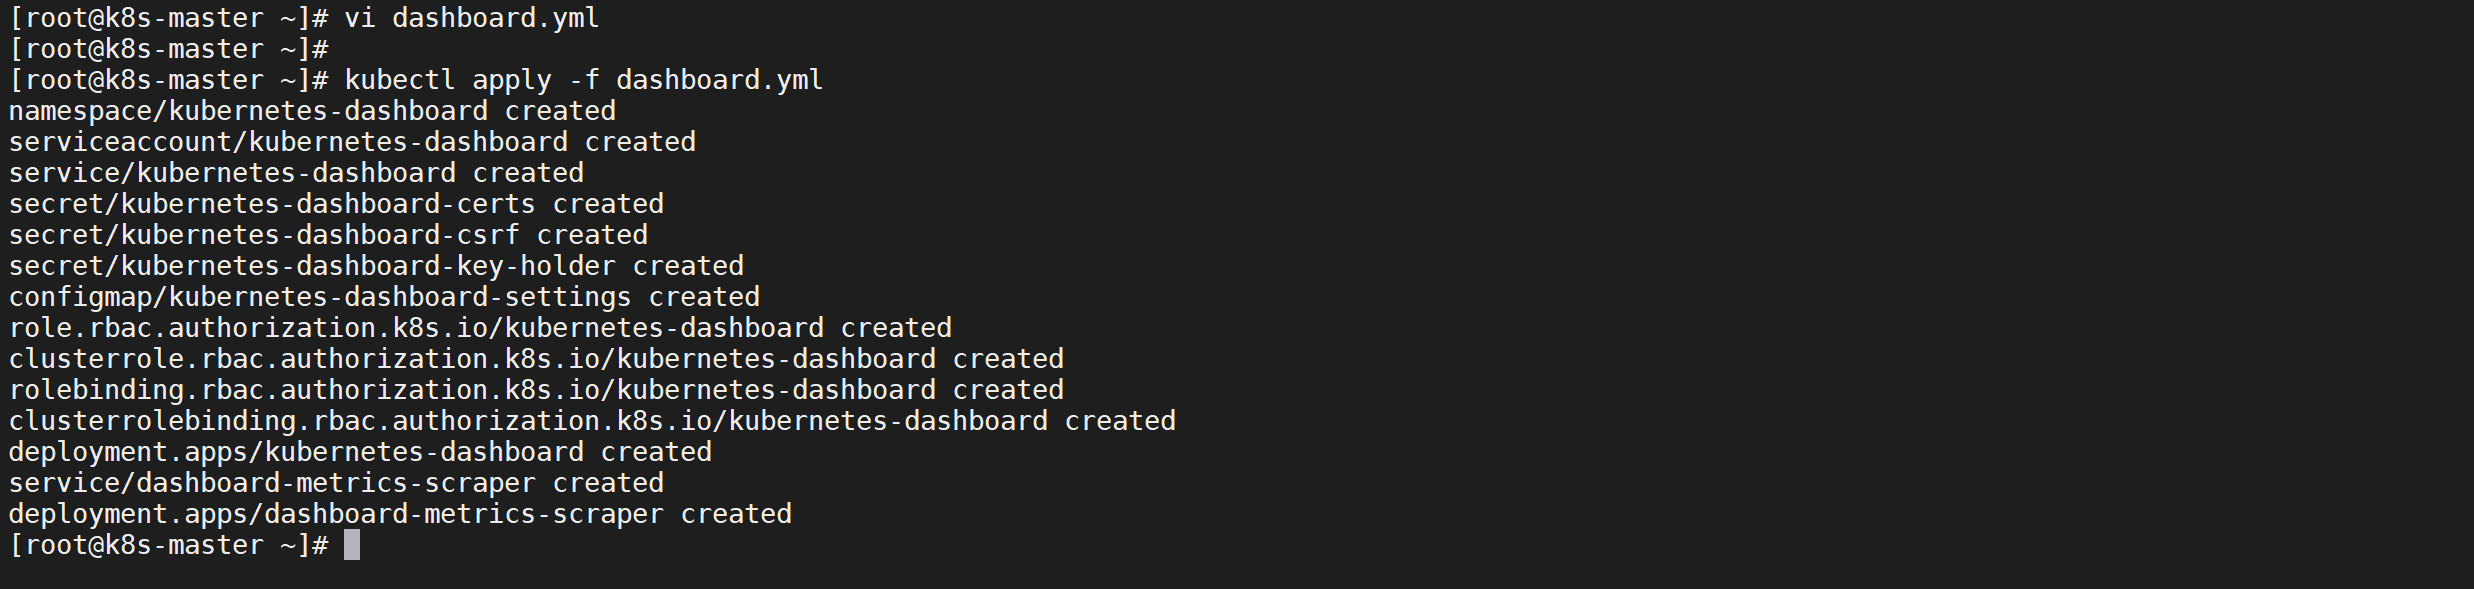 [root@k8s-master ~]# vi dashboard.yml
[root@k8s-master ~]#
[root@k8s-master ~]# kubectl apply -f dashboard.yml
namespace/kubernetes-dashboard created
serviceaccount/kubernetes-dashboard created
service/kubernetes-dashboard created
secret/kubernetes-dashboard-certs created
secret/kubernetes-dashboard-csrf created
secret/kubernetes-dashboard-key-holder created
configmap/kubernetes-dashboard-settings created
role.rbac.authorization.k8s.io/kubernetes-dashboard created
clusterrole.rbac.authorization.k8s.io/kubernetes-dashboard created
rolebinding.rbac.authorization.k8s.io/kubernetes-dashboard created
clusterrolebinding.rbac.authorization.k8s.io/kubernetes-dashboard created
deployment.apps/kubernetes-dashboard created
service/dashboard-metrics-scraper created
deployment.apps/dashboard-metrics-scraper created
[root@k8s-master ~]#